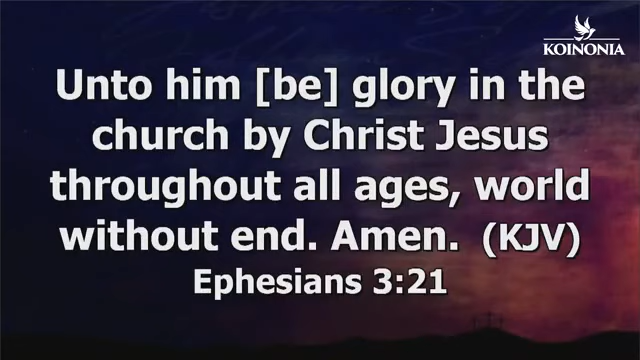 KOINONIA
Unto him [be] glory in the
church by Christ Jesus
throughout all ages, world
without end. Amen. (KJV)
Ephesians 3:21